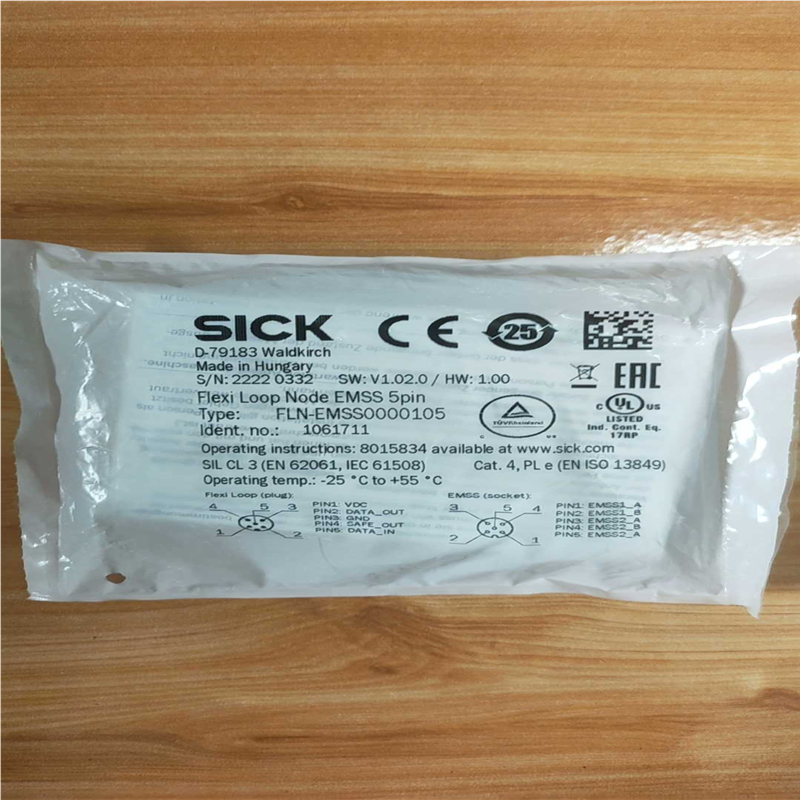 SICK CE 25
D-79183 Waldkirch
Made in Hungary
S/N: 2222 0332 SW: V1.02.0 / HW: 1.00
EAC
Flexi Loop Node EMSS 5pin
Type: FLN-EMSS0000105
Ident. no.: 1061711
TÜVRheinland
C UL US
LISTED
Ind. Cont. Eq.
17RP
Operating instructions: 8015834 available at www.sick.com
SIL CL 3 (EN 62061, IEC 61508) Cat. 4, PL e (EN ISO 13849)
Operating temp.: -25 °C to +55 °C
Flexi Loop (plug):
4 5 3
1 2
PIN1: VDC
PIN2: DATA_OUT
PIN3: GND
PIN4: SAFE_OUT
PIN5: DATA_IN
EMSS (socket):
3 5 4
2 1
PIN1: EMSS1_A
PIN2: EMSS1_B
PIN3: EMSS2_A
PIN4: EMSS2_B
PIN5: EMSS2_A